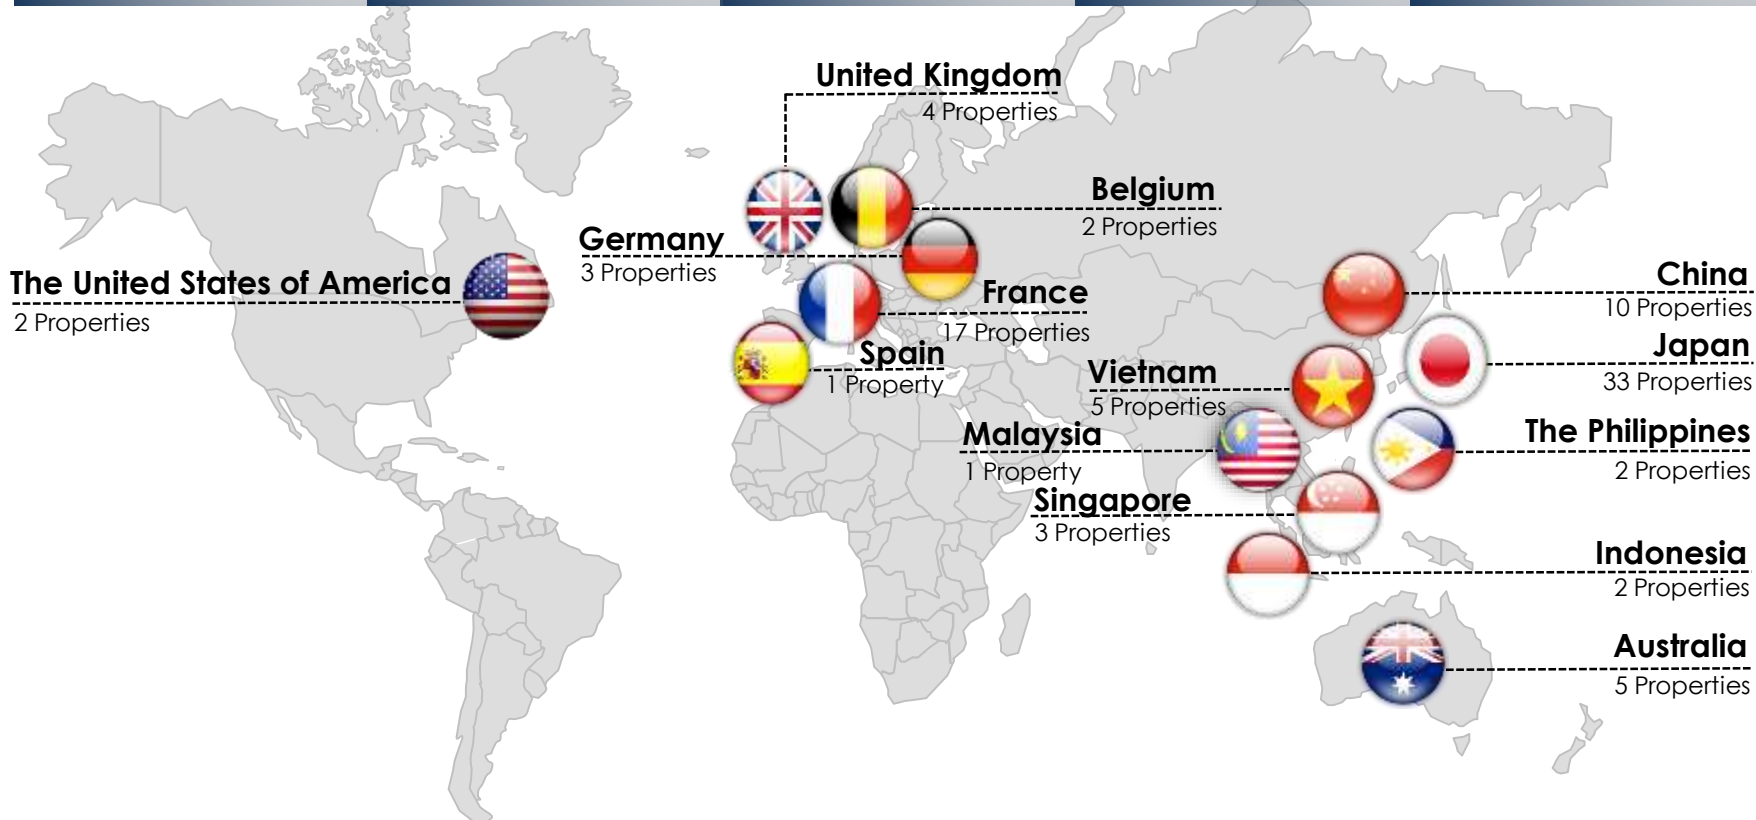 United Kingdom
4 Properties
Belgium
2 Properties
Germany
3 Properties
The United States of America
2 Properties
France
17 Properties
China
10 Properties
Spain
1 Property
Japan
33 Properties
Vietnam
5 Properties
Malaysia
1 Property
The Philippines
2 Properties
Singapore
3 Properties
Indonesia
2 Properties
Australia
5 Properties